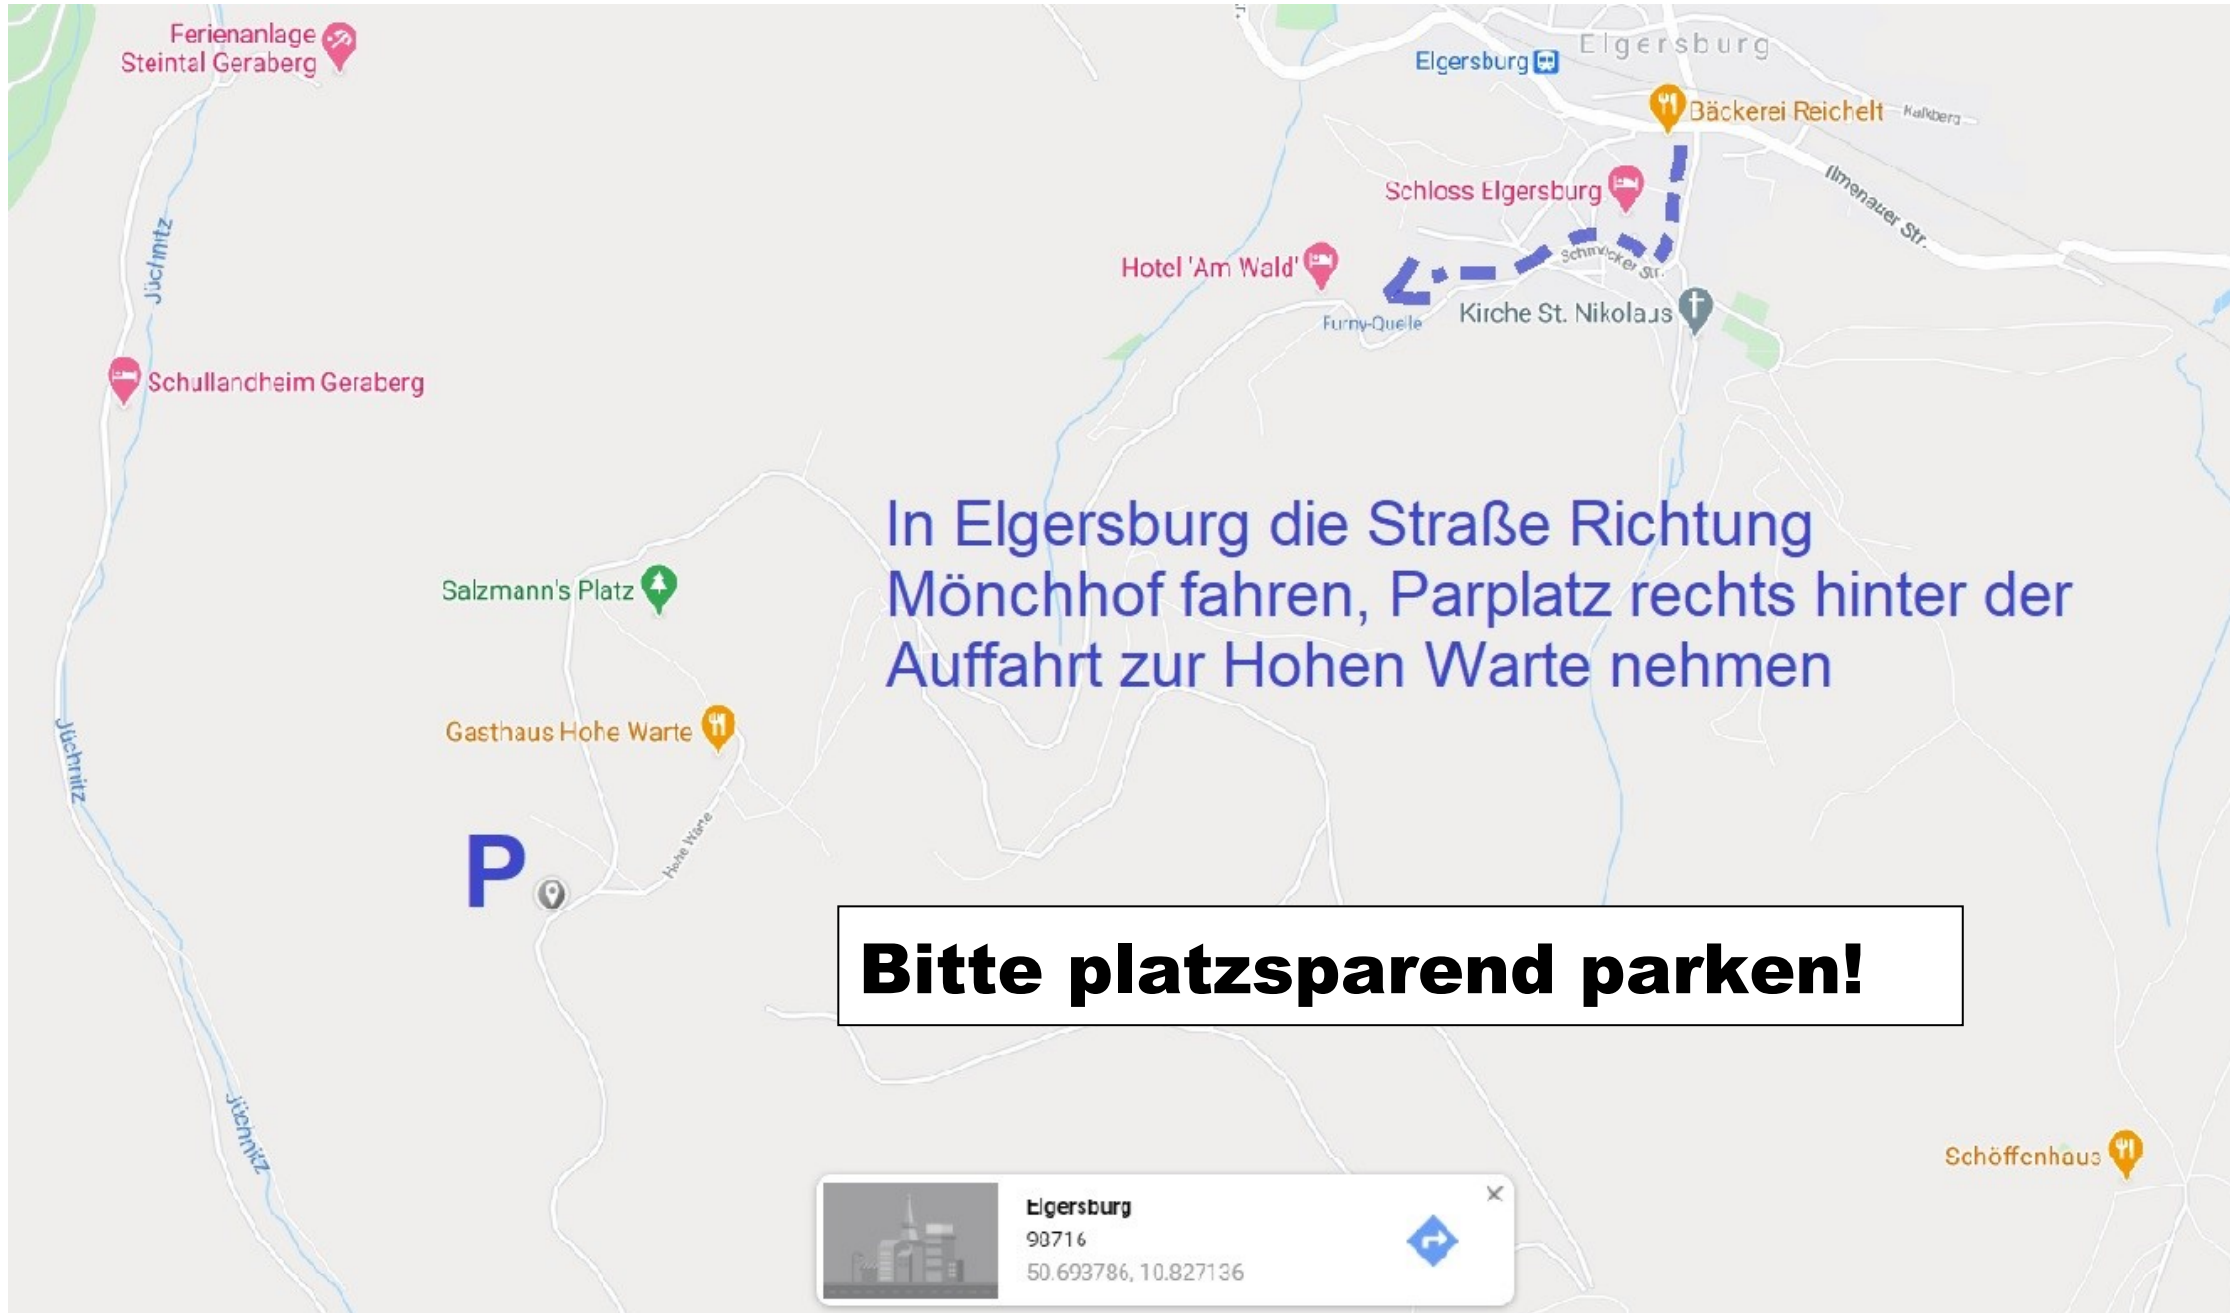 Ferienanlage
Steintal Geraberg
Elgersburg
Elgersburg
Bäckerei Reichelt
Kalkberg
Ilmenauer Str.
Schloss Elgersburg
Schmücker Str.
Hotel 'Am Wald'
Furny-Quelle
Kirche St. Nikolaus
Jüchnitz
Schullandheim Geraberg
In Elgersburg die Straße Richtung
Mönchhof fahren, Parplatz rechts hinter der
Auffahrt zur Hohen Warte nehmen
Salzmann's Platz
Gasthaus Hohe Warte
Jüchnitz
Hohe Warte
P
Bitte platzsparend parken!
Jüchnitz
Schöffenhaus
Elgersburg
98716
50.693786, 10.827136